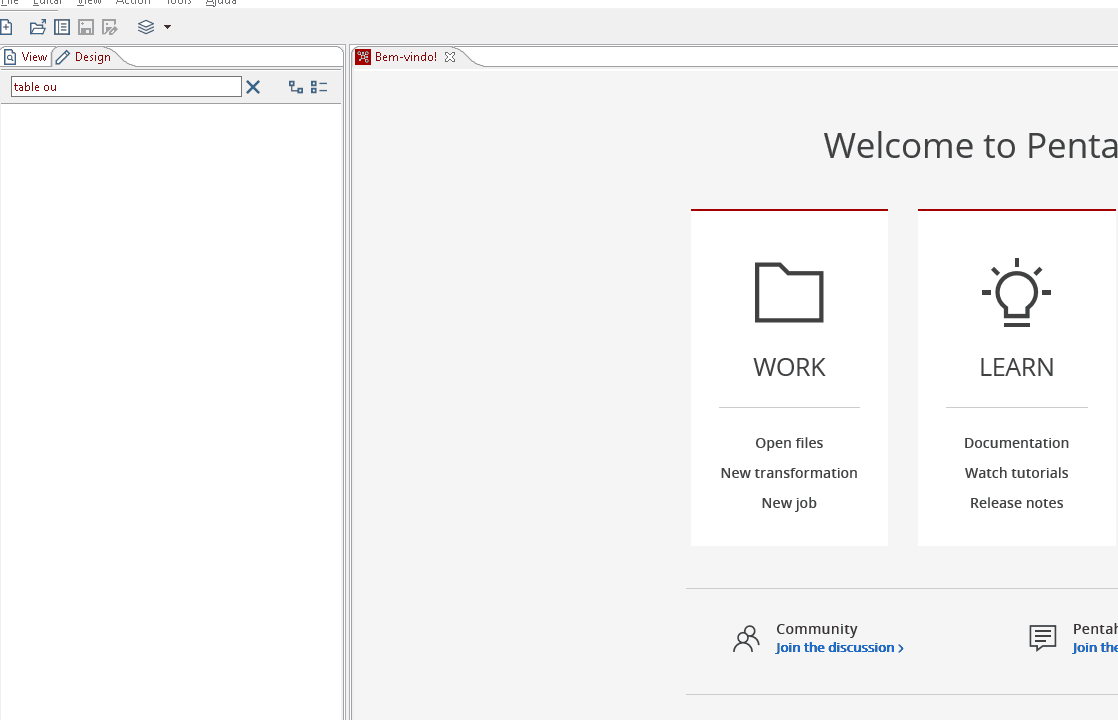 File Editar View Action Tools Ajuda
View Design
Bem-vindo!
table ou
Welcome to Penta
WORK
Open files
New transformation
New job
LEARN
Documentation
Watch tutorials
Release notes
Community
Join the discussion >
Pentah
Join the